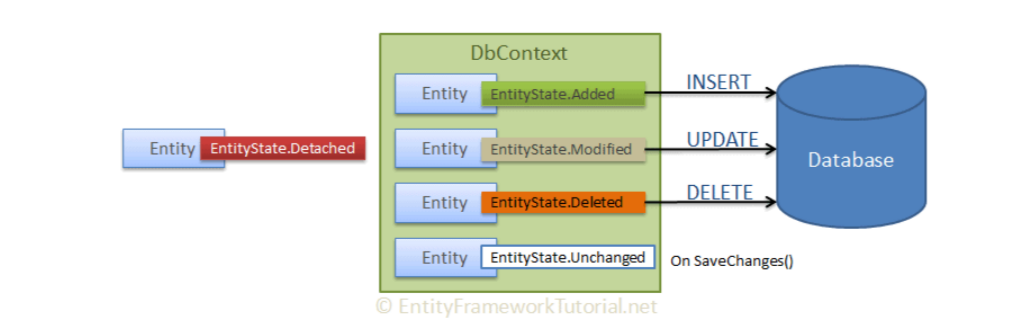 DbContext
Entity EntityState.Added INSERT
Entity EntityState.Detached
Entity EntityState.Modified UPDATE
Database
Entity EntityState.Deleted DELETE
Entity EntityState.Unchanged On SaveChanges()
© EntityFrameworkTutorial.net